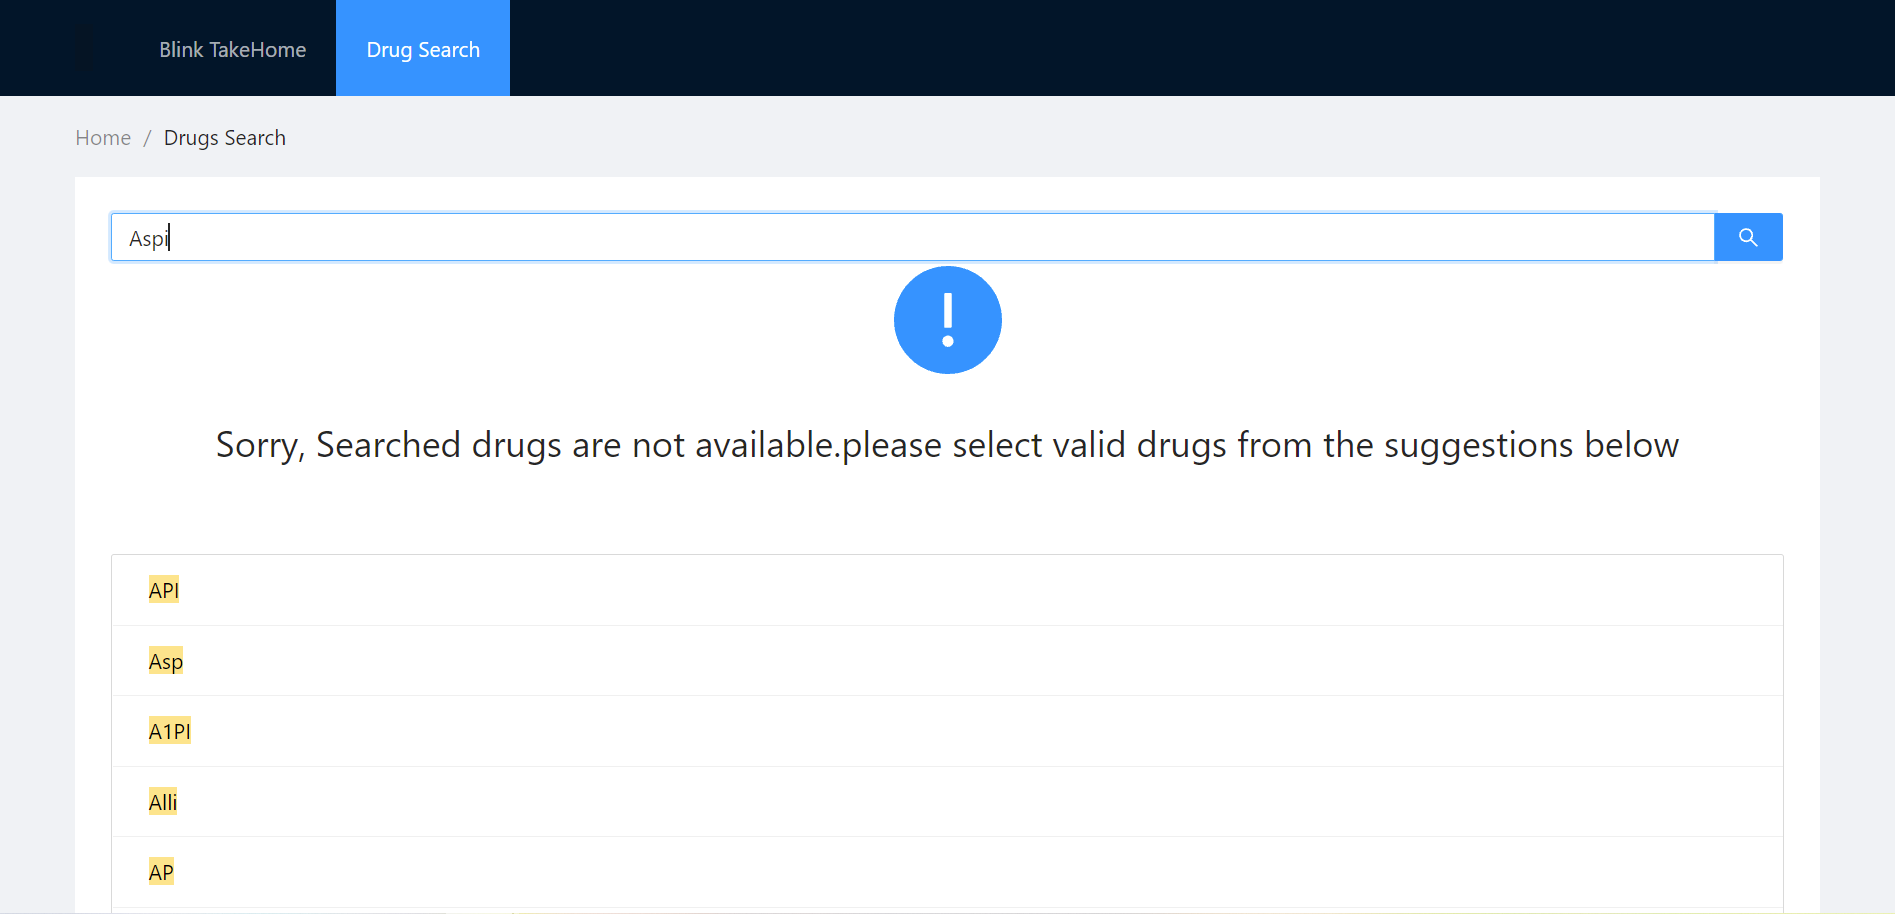 Blink TakeHome
Drug Search
Home / Drugs Search
Aspi
!
Sorry, Searched drugs are not available.please select valid drugs from the suggestions below
API
Asp
A1PI
Alli
AP